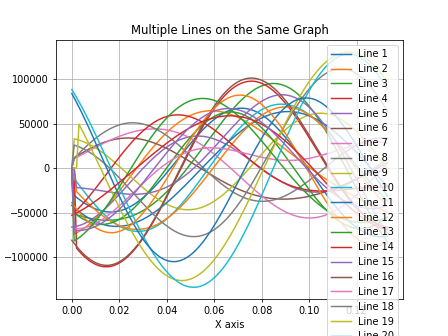 Multiple Lines on the Same Graph
100000
50000
0
−50000
−100000
0.00
0.02
0.04
0.06
0.08
0.10
X axis
Line 1
Line 2
Line 3
Line 4
Line 5
Line 6
Line 7
Line 8
Line 9
Line 10
Line 11
Line 12
Line 13
Line 14
Line 15
Line 16
Line 17
Line 18
Line 19
Line 20